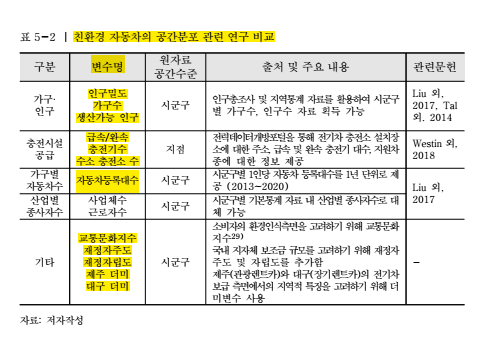 표 5-2 | 친환경 자동차의 공간분포 관련 연구 비교
구분 변수명 원자료 공간수준 출처 및 주요 내용 관련문헌
가구·
인구
인구밀도
가구수
생산가능 인구
시군구
인구총조사 및 지역통계 자료를 활용하여 시군구
별 가구수, 인구수 자료 획득 가능
Liu 외,
2017, Tal
외. 2014
충전시설
공급
급속/완속
충전기수
수소 충전소 수
지점
전력데이터개방포털을 통해 전기차 충전소 설치장
소에 대한 주소, 급속 및 완속 충전기 대수, 지원차
종에 대한 정보 제공
Westin 외,
2018
가구별
자동차수
자동차등록대수
시군구
시군구별 1인당 자동차 등록대수를 1년 단위로 제
공 (2013-2020)
Liu 외,
2017
산업별
종사자수
사업체수
근로자수
시군구
시군구별 기본통계 자료 내 산업별 종사자수로 대
체 가능
기타
교통문화지수
재정자주도
재정자립도
제주 더미
대구 더미
시군구
소비자의 환경인식측면을 고려하기 위해 교통문화
지수29)
국내 지자체 보조금 규모를 고려하기 위해 재정자
주도 및 자립도를 추가함
제주(관광렌트카)와 대구(장기렌트카)의 전기차
보급 측면에서의 지역적 특징을 고려하기 위해 더
미변수 사용
-
자료: 저자작성